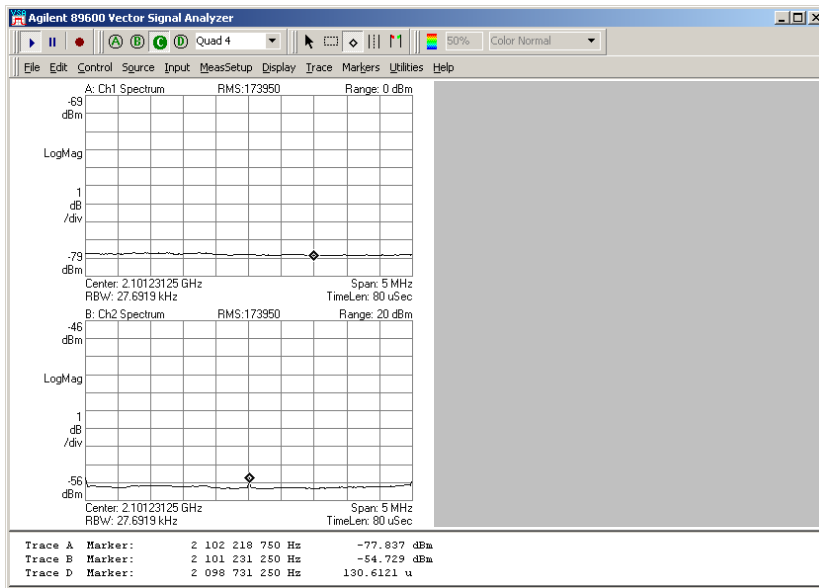 Agilent 89600 Vector Signal Analyzer
A B C D Quad 4 50% Color Normal
File Edit Control Source Input MeasSetup Display Trace Markers Utilities Help
A: Ch1 Spectrum RMS:173950 Range: 0 dBm
-69
dBm
LogMag
1
dB
/div
-79
dBm
Center: 2.10123125 GHz Span: 5 MHz
RBW: 27.6919 kHz TimeLen: 80 uSec
B: Ch2 Spectrum RMS:173950 Range: 20 dBm
-46
dBm
LogMag
1
dB
/div
-56
dBm
Center: 2.10123125 GHz Span: 5 MHz
RBW: 27.6919 kHz TimeLen: 80 uSec
Trace A Marker: 2 102 218 750 Hz -77.837 dBm
Trace B Marker: 2 101 231 250 Hz -54.729 dBm
Trace D Marker: 2 098 731 250 Hz 130.6121 u